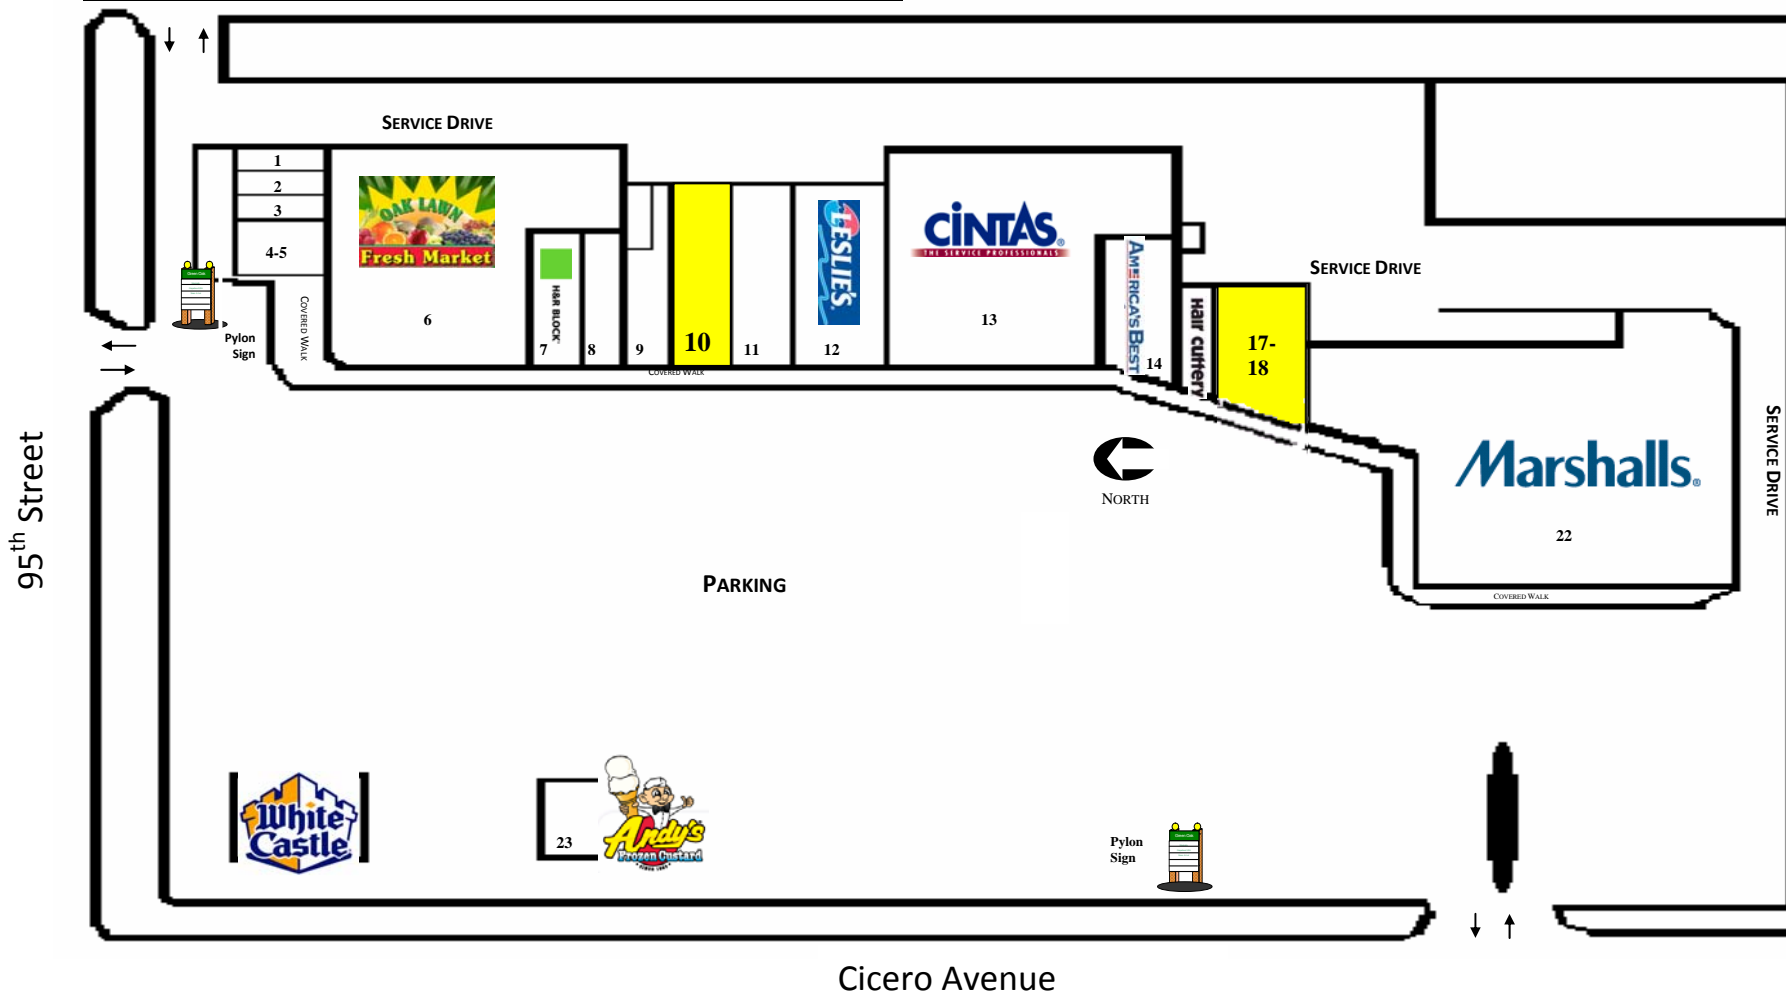 SERVICE DRIVE
1
2
3
4-5
OAK LAWN
Fresh Market
6
H&R BLOCK
7
8
9
10
11
LESLIE'S
12
CINTAS®
THE SERVICE PROFESSIONALS
13
AMERICA'S BEST
14
Hair cuttery
17-
18
SERVICE DRIVE
COVERED WALK
COVERED WALK
Pylon
Sign
NORTH
Marshalls®
22
COVERED WALK
SERVICE DRIVE
95th Street
PARKING
White
Castle
23
Andy's
Frozen Custard
Pylon
Sign
Cicero Avenue